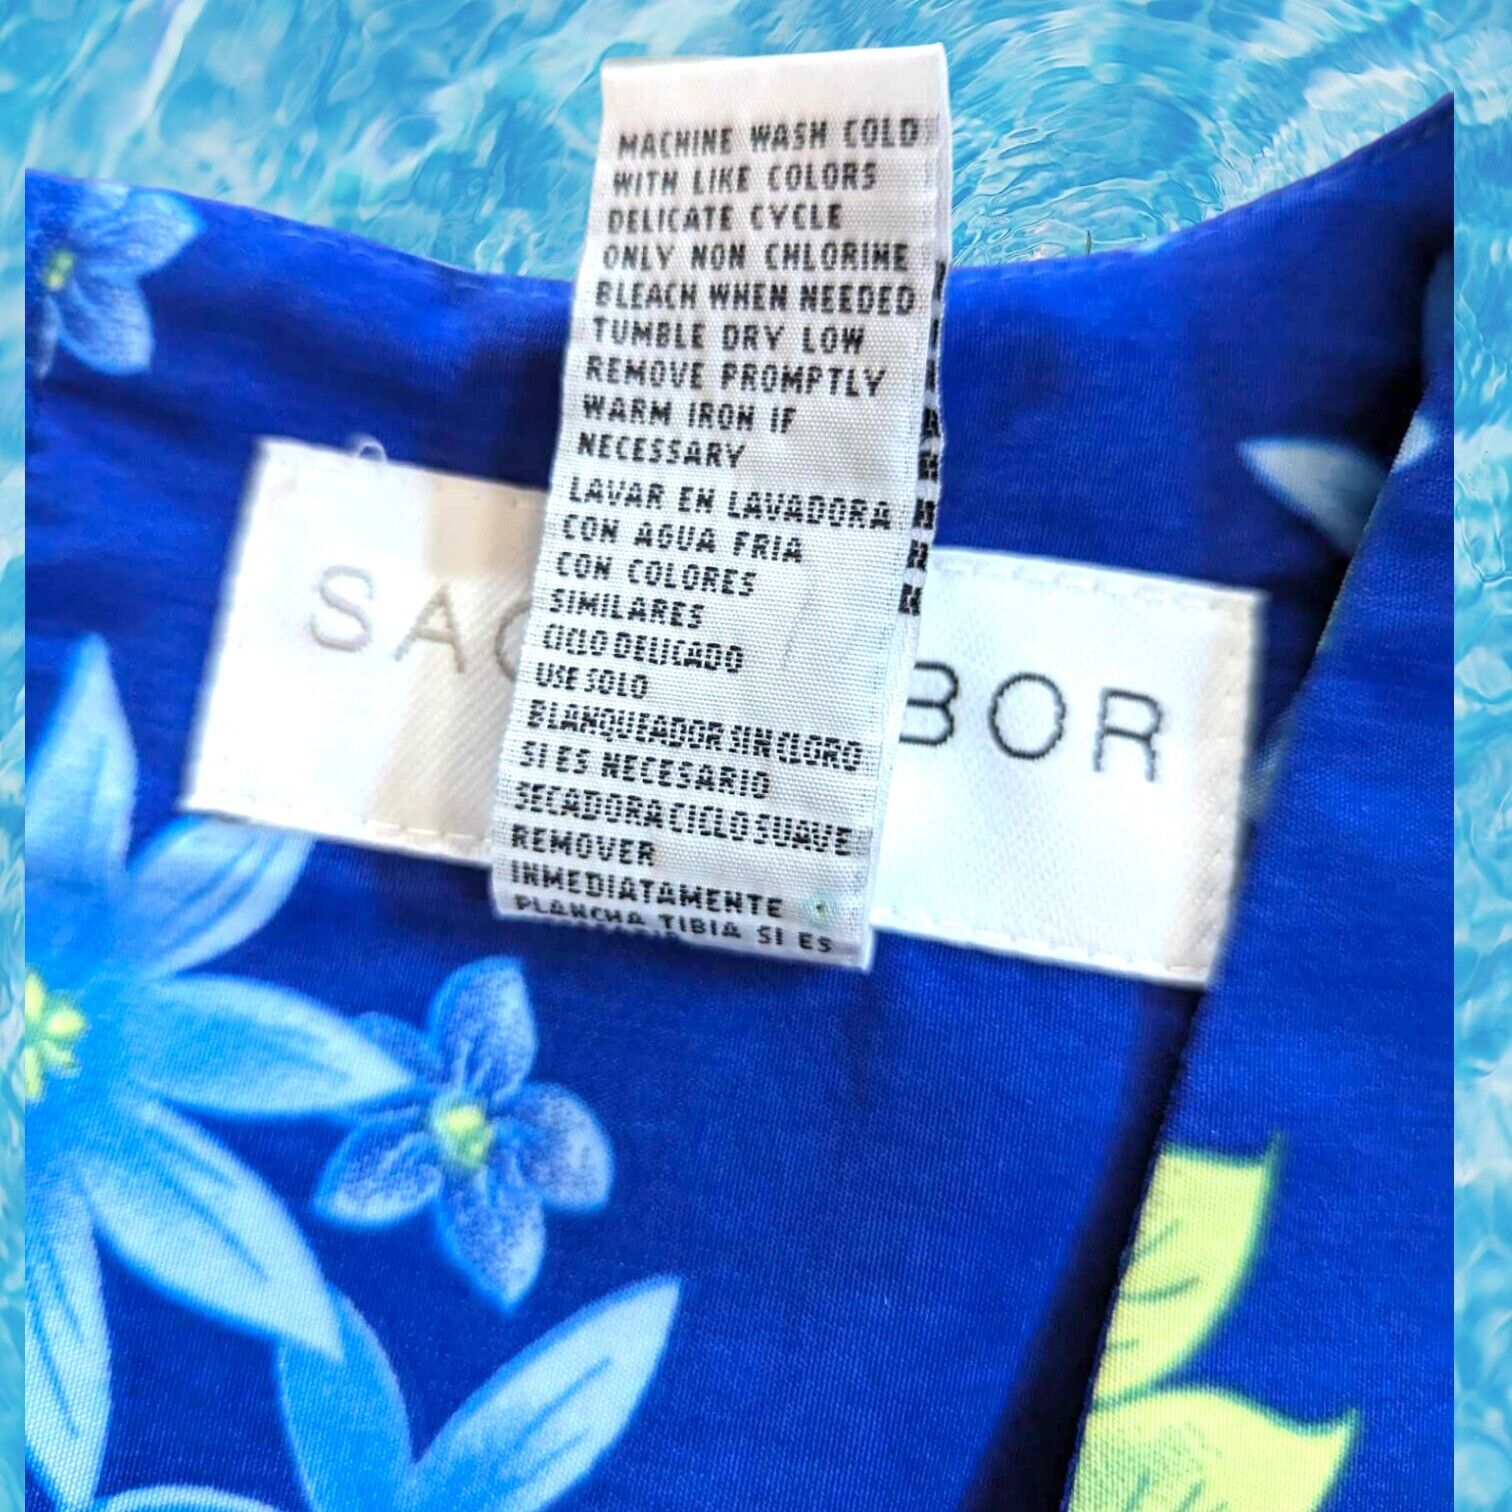 MACHINE WASH COLD
WITH LIKE COLORS
DELICATE CYCLE
ONLY NON CHLORINE
BLEACH WHEN NEEDED
TUMBLE DRY LOW
REMOVE PROMPTLY
WARM IRON IF
NECESSARY
LAVAR EN LAVADORA
CON AGUA FRIA
CON COLORES
SIMILARES
CICLO DELICADO
USE SOLO
BLANQUEADOR SIN CLORO
SI ES NECESARIO
SECADORA CICLO SUAVE
REMOVER
INMEDIATAMENTE
PLANCHA TIBIA SI ES
SAG BOR